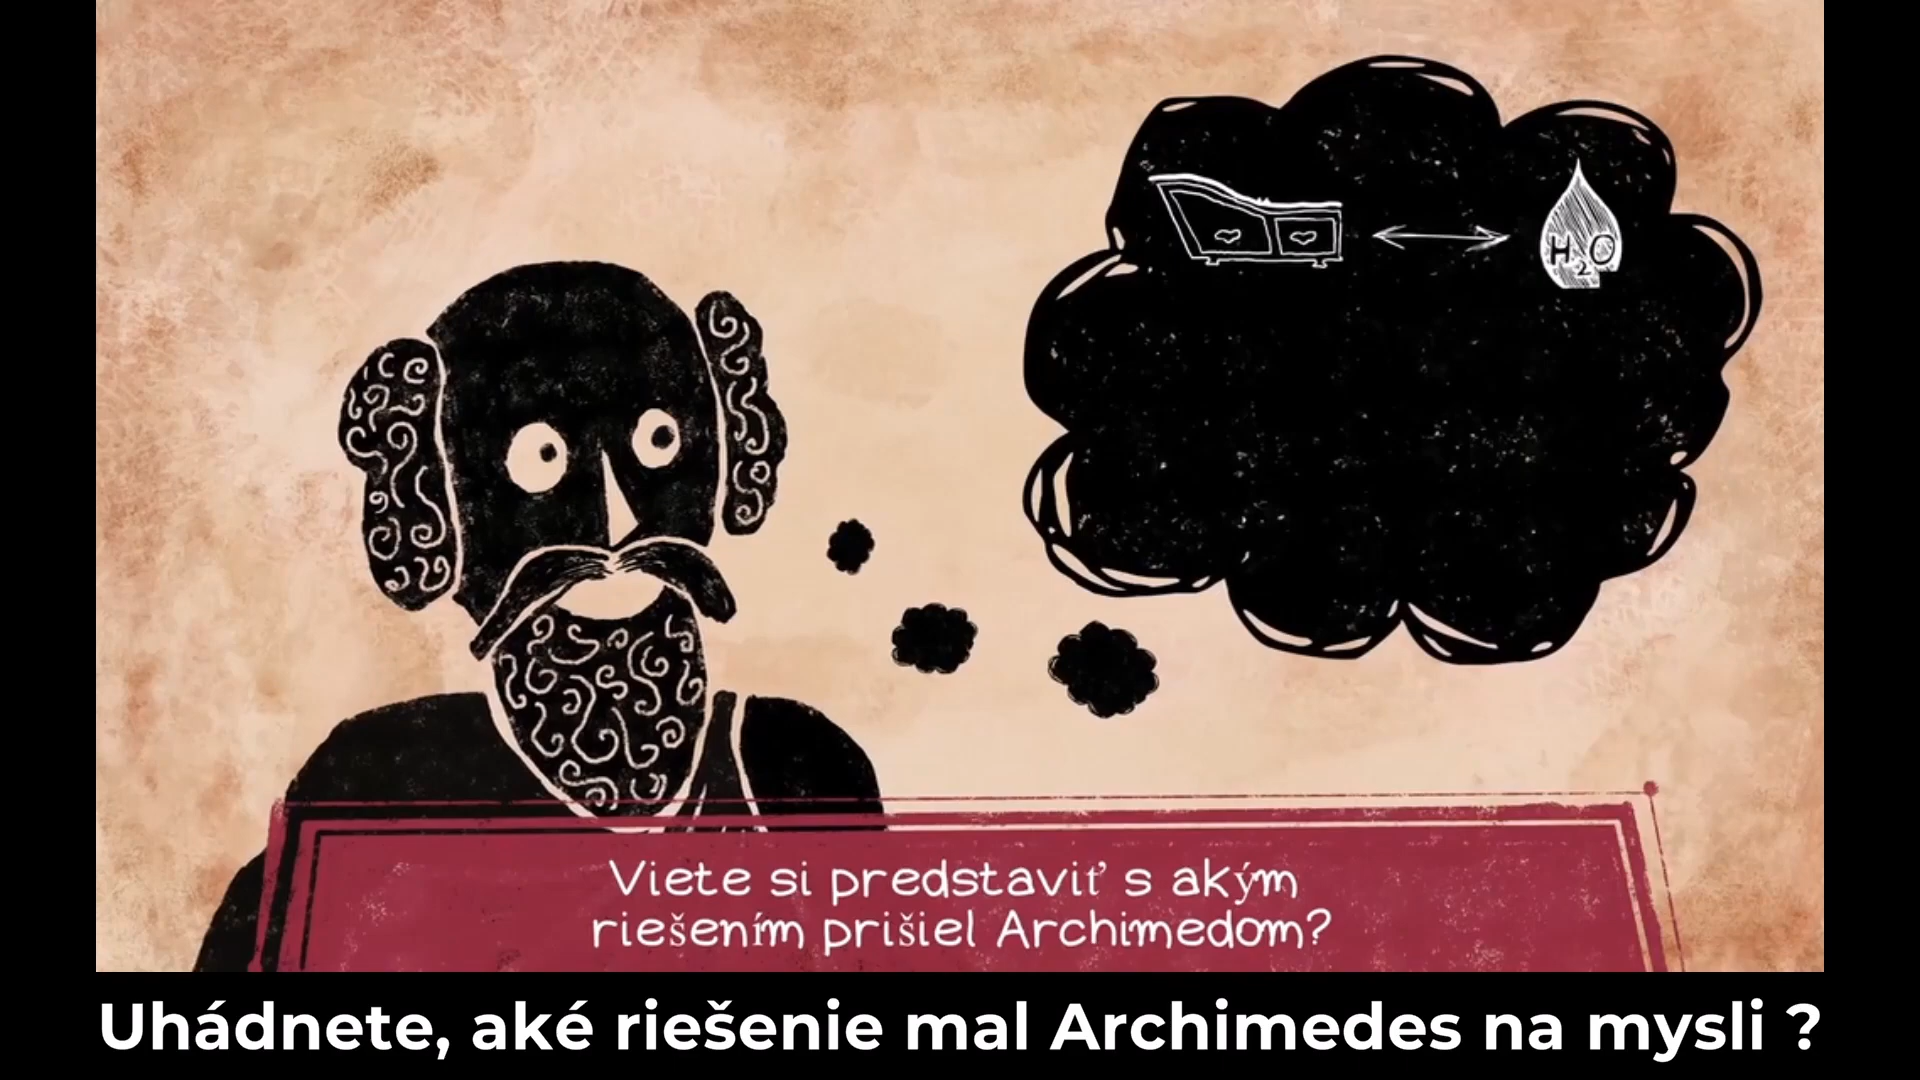 H₂O
Viete si predstaviť s akým
riešením prišiel Archimedom?
Uhádnete, aké riešenie mal Archimedes na mysli ?